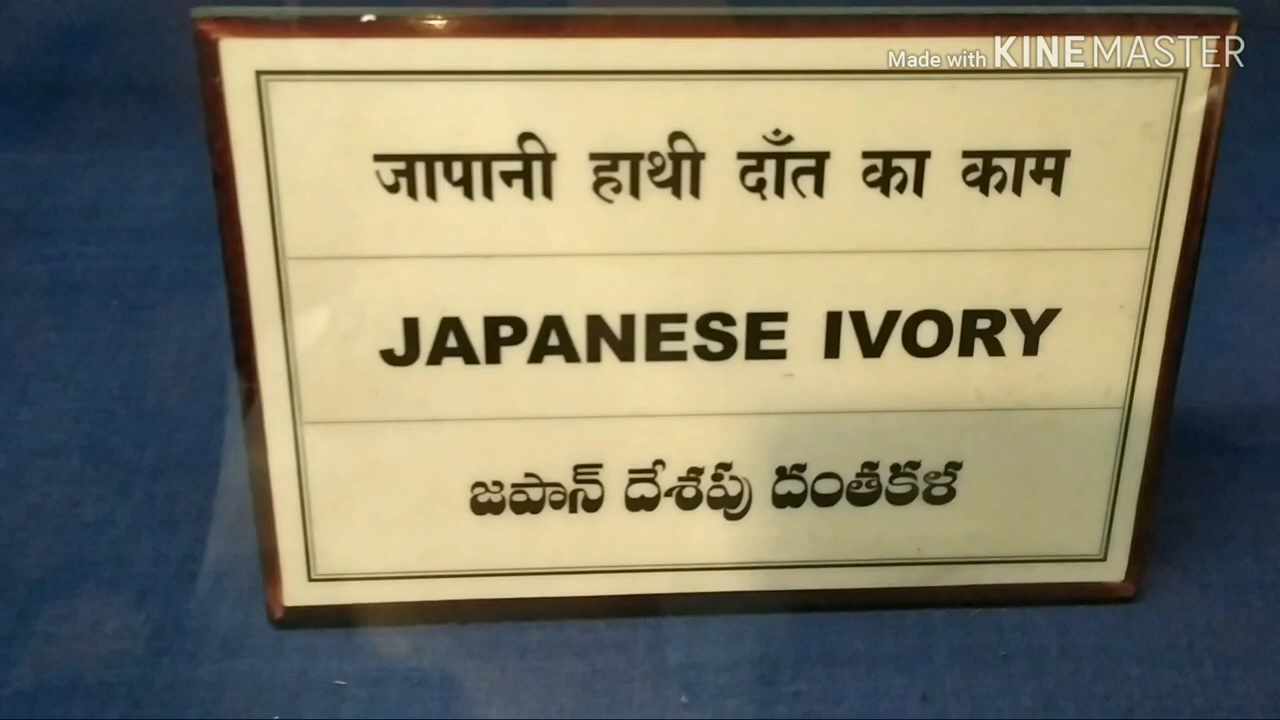 Made with KINEMASTER
जापानी हाथी दाँत का काम
JAPANESE IVORY
జపాన్ దేశపు దంతకళ